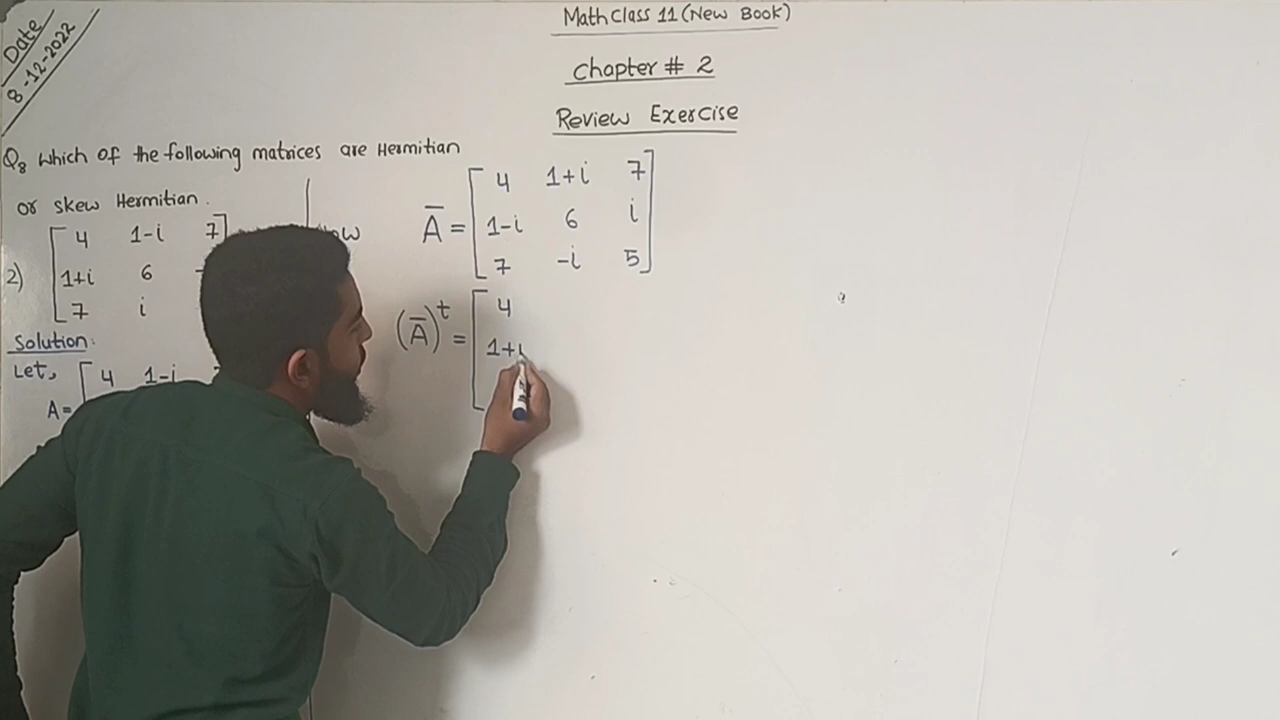 Date
8-12-2022
Math Class 11 (New Book)
Chapter # 2
Review Exercise
Q8 which of the following matrices are Hermitian
or skew Hermitian.
2) [ 4 1-i 7 ]
1+i 6
7 i
Solution:
Let,
A = [ 4 1-i
A̅ = [ 4 1+i 7 ]
1-i 6 i
7 -i 5
(A̅)ᵗ = [ 4
1+i